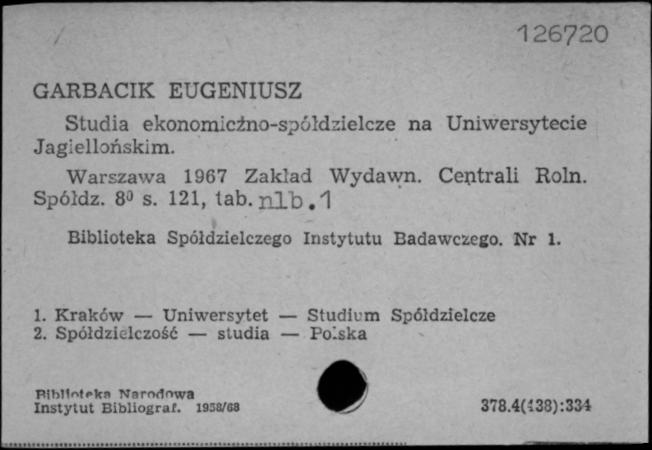 126720
GARBACIK EUGENIUSZ
Studia ekonomiczno-spółdzielcze na Uniwersytecie
Jagiellońskim.
Warszawa 1967 Zakład Wydawn. Centrali Roln.
Spółdz. 8⁰ s. 121, tab. nlb.1
Biblioteka Spółdzielczego Instytutu Badawczego. Nr 1.
1. Kraków — Uniwersytet — Studium Spółdzielcze
2. Spółdzielczość — studia — Polska
Biblioteka Narodowa
Instytut Bibliograf. 1958/68
378.4(438):334